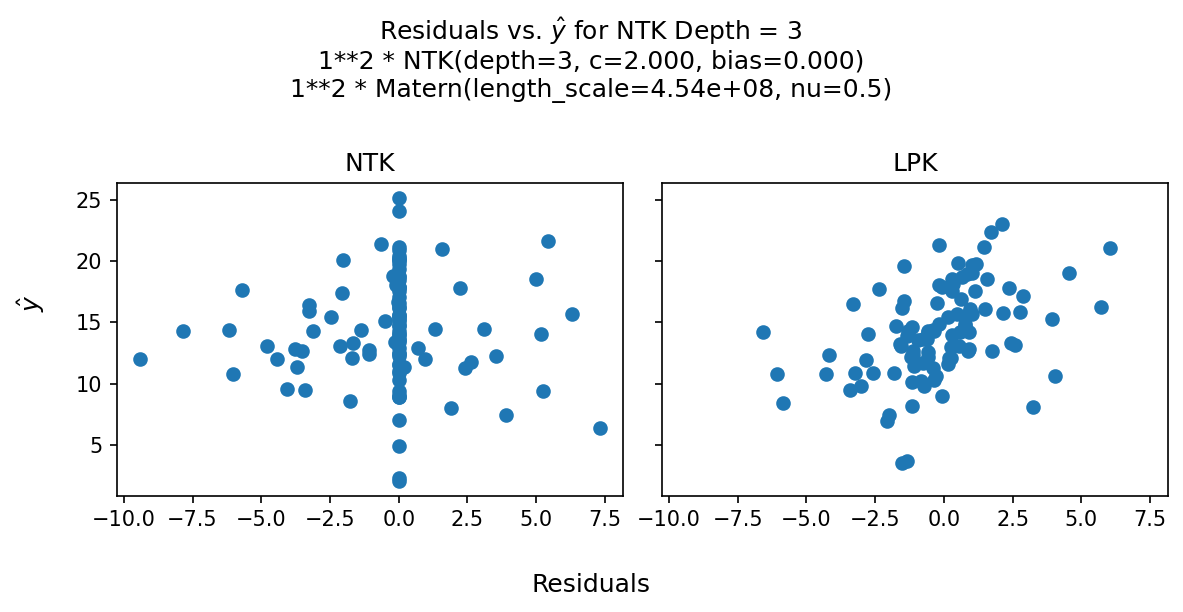 Residuals vs. ŷ for NTK Depth = 3
1**2 * NTK(depth=3, c=2.000, bias=0.000)
1**2 * Matern(length_scale=4.54e+08, nu=0.5)
NTK
LPK
25
20
15
10
5
ŷ
−10.0 −7.5 −5.0 −2.5 0.0 2.5 5.0 7.5
−10.0 −7.5 −5.0 −2.5 0.0 2.5 5.0 7.5
Residuals